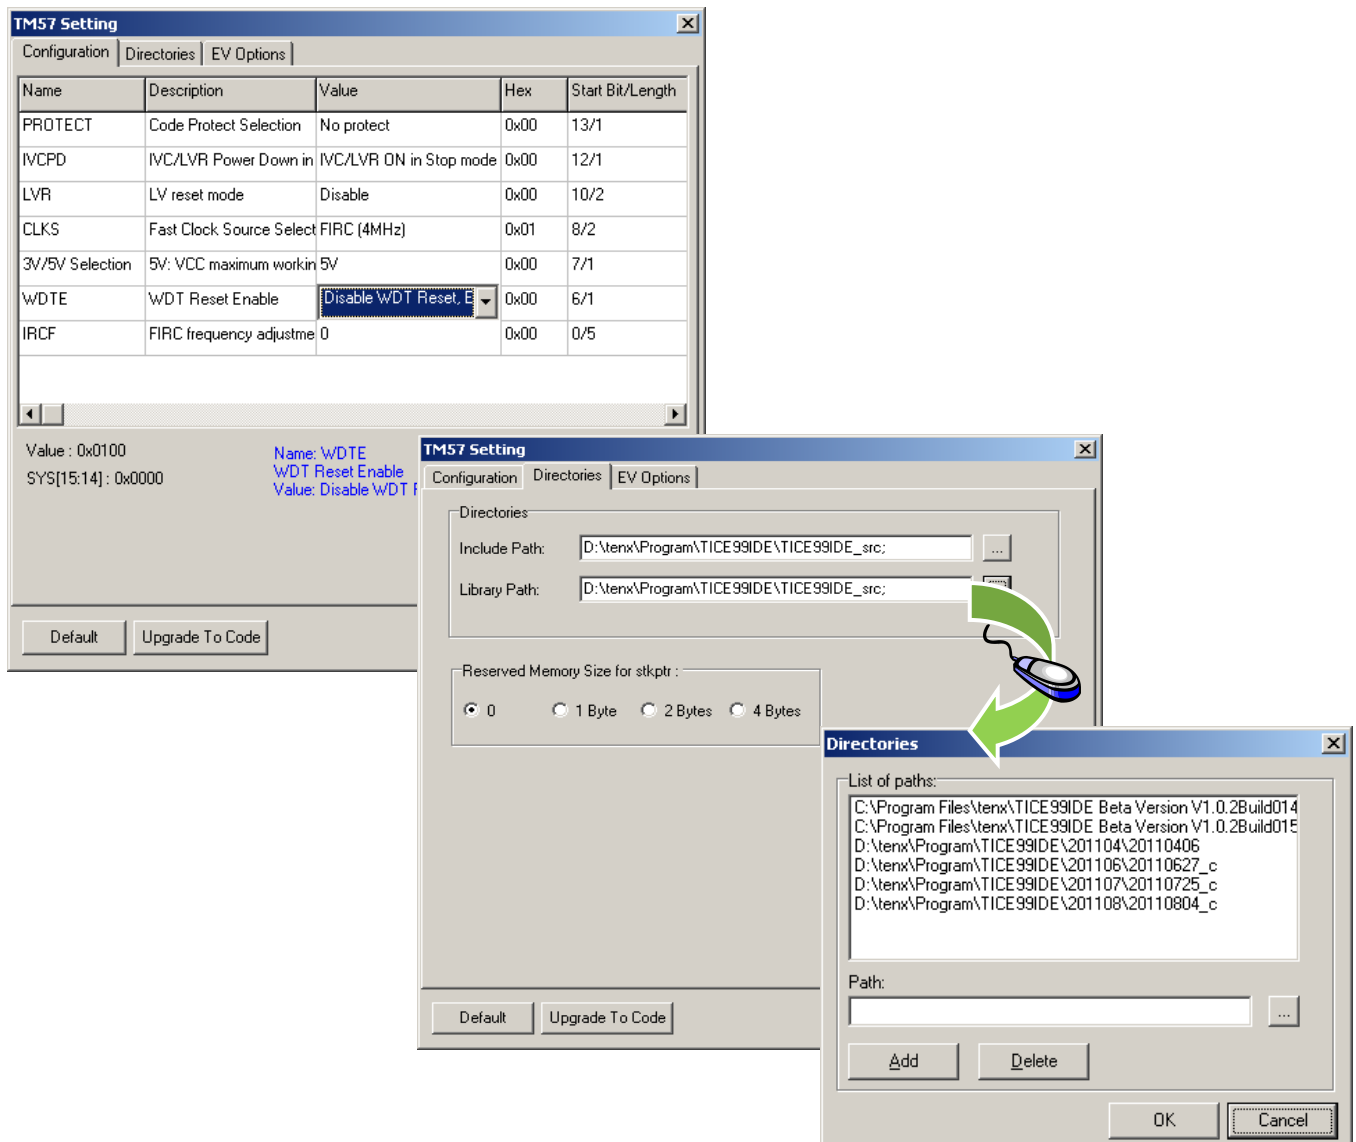 TM57 Setting
Configuration Directories EV Options
Name Description Value Hex Start Bit/Length
PROTECT Code Protect Selection No protect 0x00 13/1
IVCPD IVC/LVR Power Down in IVC/LVR ON in Stop mode 0x00 12/1
LVR LV reset mode Disable 0x00 10/2
CLKS Fast Clock Source Select FIRC (4MHz) 0x01 8/2
3V/5V Selection 5V: VCC maximum workin 5V 0x00 7/1
WDTE WDT Reset Enable Disable WDT Reset, E 0x00 6/1
IRCF FIRC frequency adjustme 0 0x00 0/5
Value : 0x0100
SYS[15:14] : 0x0000
Name: WDTE
WDT Reset Enable
Value: Disable WDT
Default Upgrade To Code
TM57 Setting
Configuration Directories EV Options
Directories
Include Path: D:\tenx\Program\TICE99IDE\TICE99IDE_src; ...
Library Path: D:\tenx\Program\TICE99IDE\TICE99IDE_src;
Reserved Memory Size for stkptr :
0 1 Byte 2 Bytes 4 Bytes
Default Upgrade To Code
Directories
List of paths:
C:\Program Files\tenx\TICE99IDE Beta Version V1.0.2Build014
C:\Program Files\tenx\TICE99IDE Beta Version V1.0.2Build015
D:\tenx\Program\TICE99IDE\201104\20110406
D:\tenx\Program\TICE99IDE\201106\20110627_c
D:\tenx\Program\TICE99IDE\201107\20110725_c
D:\tenx\Program\TICE99IDE\201108\20110804_c
Path:
...
Add Delete
OK Cancel